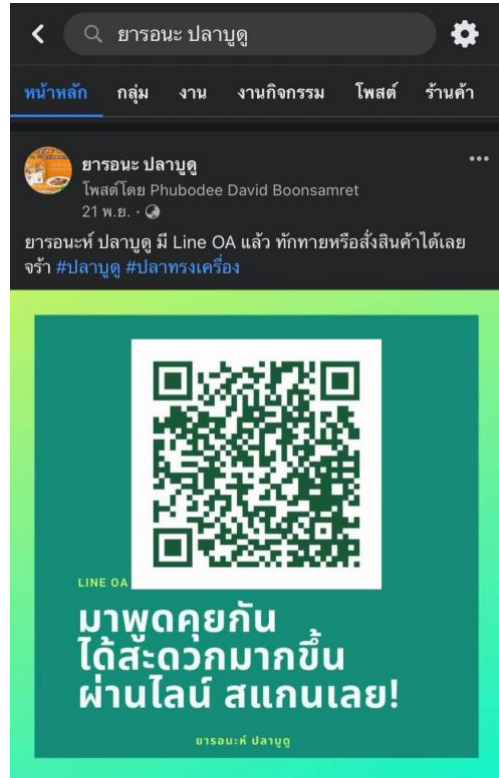 ยารอนะ ปลาบูดู
หน้าหลัก กลุ่ม งาน งานกิจกรรม โพสต์ ร้านค้า
ยารอนะ ปลาบูดู
โพสต์โดย Phubodee David Boonsamret
21 พ.ย. ·
ยารอนะห์ ปลาบูดู มี Line OA แล้ว ทักทายหรือสั่งสินค้าได้เลย
จร้า #ปลาบูดู #ปลาทรงเครื่อง
LINE OA
มาพูดคุยกัน
ได้สะดวกมากขึ้น
ผ่านไลน์ สแกนเลย!
ยารอนะห์ ปลาบูดู